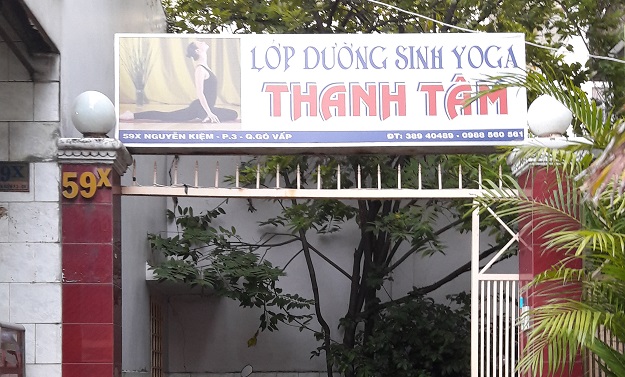 LỚP DƯỠNG SINH YOGA
THANH TÂM
59X NGUYỄN KIỆM - P.3 - Q.GÒ VẤP ĐT: 389 40489 - 0988 560 561
59X